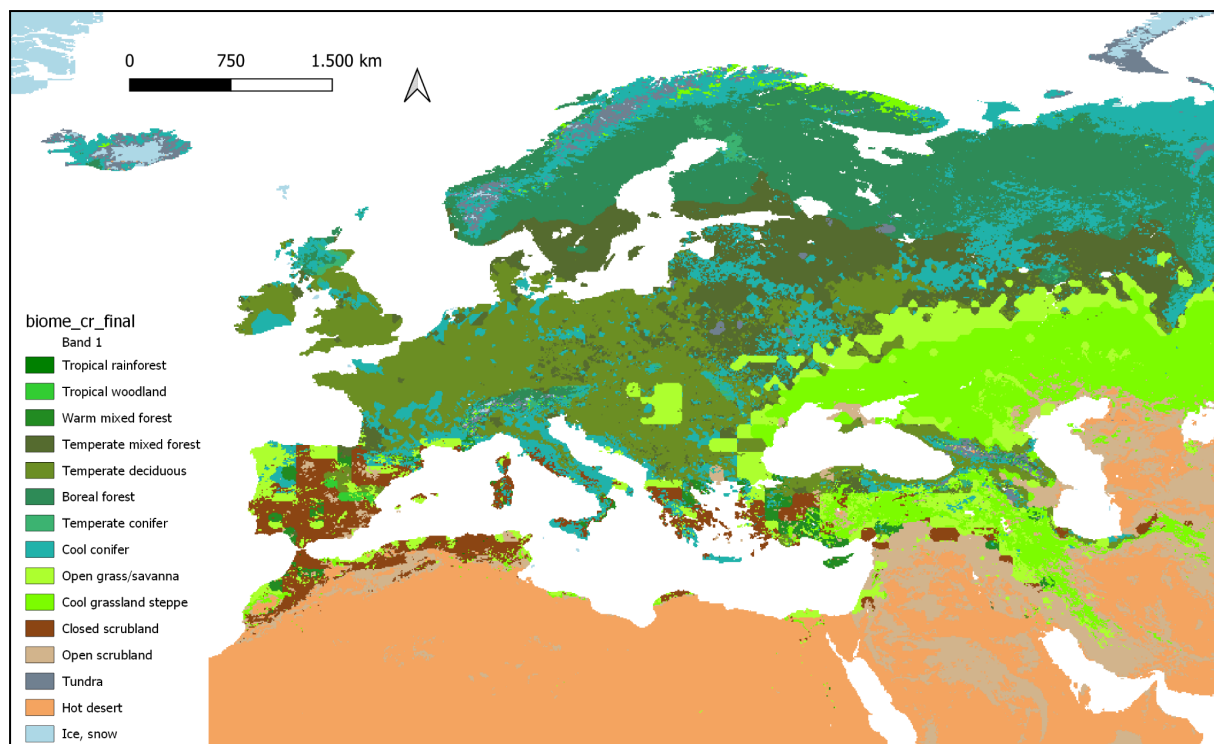 0 750 1.500 km
biome_cr_final
Band 1
Tropical rainforest
Tropical woodland
Warm mixed forest
Temperate mixed forest
Temperate deciduous
Boreal forest
Temperate conifer
Cool conifer
Open grass/savanna
Cool grassland steppe
Closed scrubland
Open scrubland
Tundra
Hot desert
Ice, snow